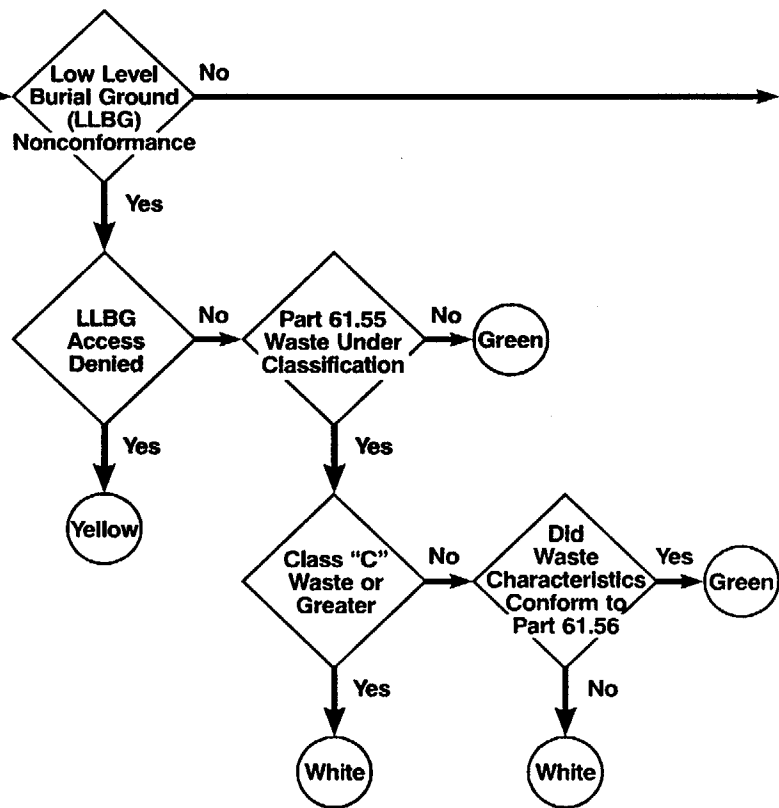 Low Level
Burial Ground
(LLBG)
Nonconformance
No
Yes
LLBG
Access
Denied
No
Part 61.55
Waste Under
Classification
No
Green
Yes
Yellow
Yes
Class “C”
Waste or
Greater
No
Did
Waste
Characteristics
Conform to
Part 61.56
Yes
Green
Yes
White
No
White